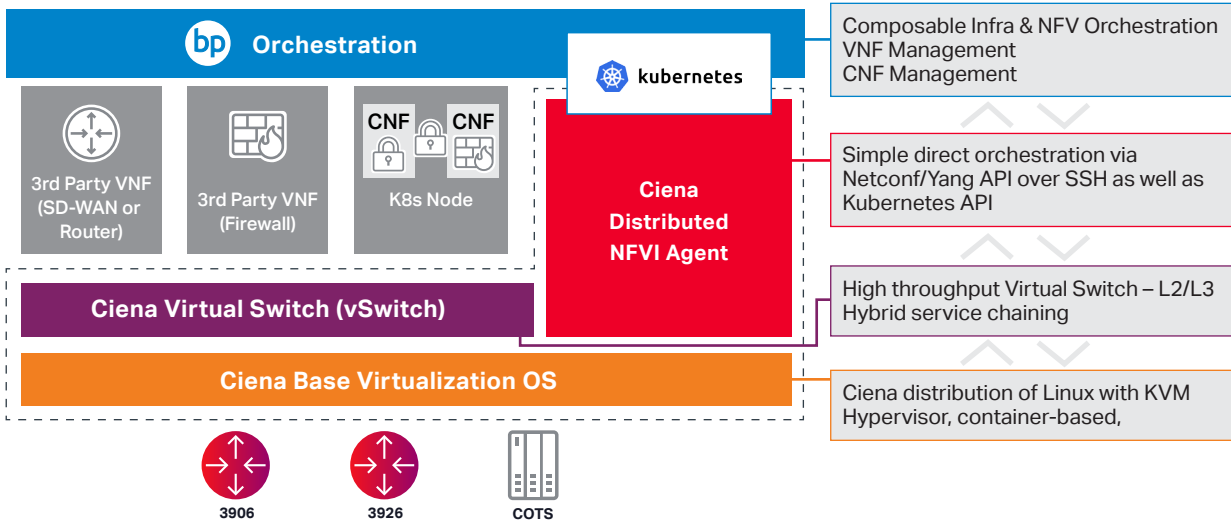 bp Orchestration
kubernetes
Composable Infra & NFV Orchestration
VNF Management
CNF Management
3rd Party VNF
(SD-WAN or
Router)
3rd Party VNF
(Firewall)
CNF CNF
K8s Node
Ciena
Distributed
NFVI Agent
Simple direct orchestration via
Netconf/Yang API over SSH as well as
Kubernetes API
Ciena Virtual Switch (vSwitch)
High throughput Virtual Switch – L2/L3
Hybrid service chaining
Ciena Base Virtualization OS
Ciena distribution of Linux with KVM
Hypervisor, container-based,
3906
3926
COTS